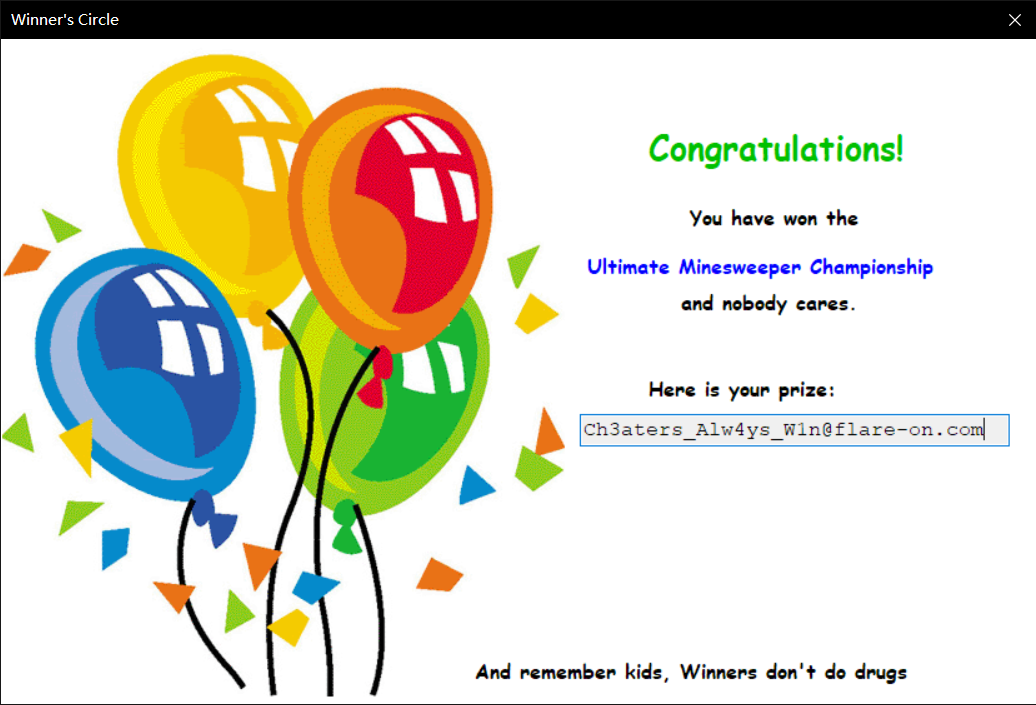 Winner's Circle
Congratulations!
You have won the
Ultimate Minesweeper Championship
and nobody cares.
Here is your prize:
Ch3aters_Alw4ys_W1n@flare-on.com
And remember kids, Winners don't do drugs